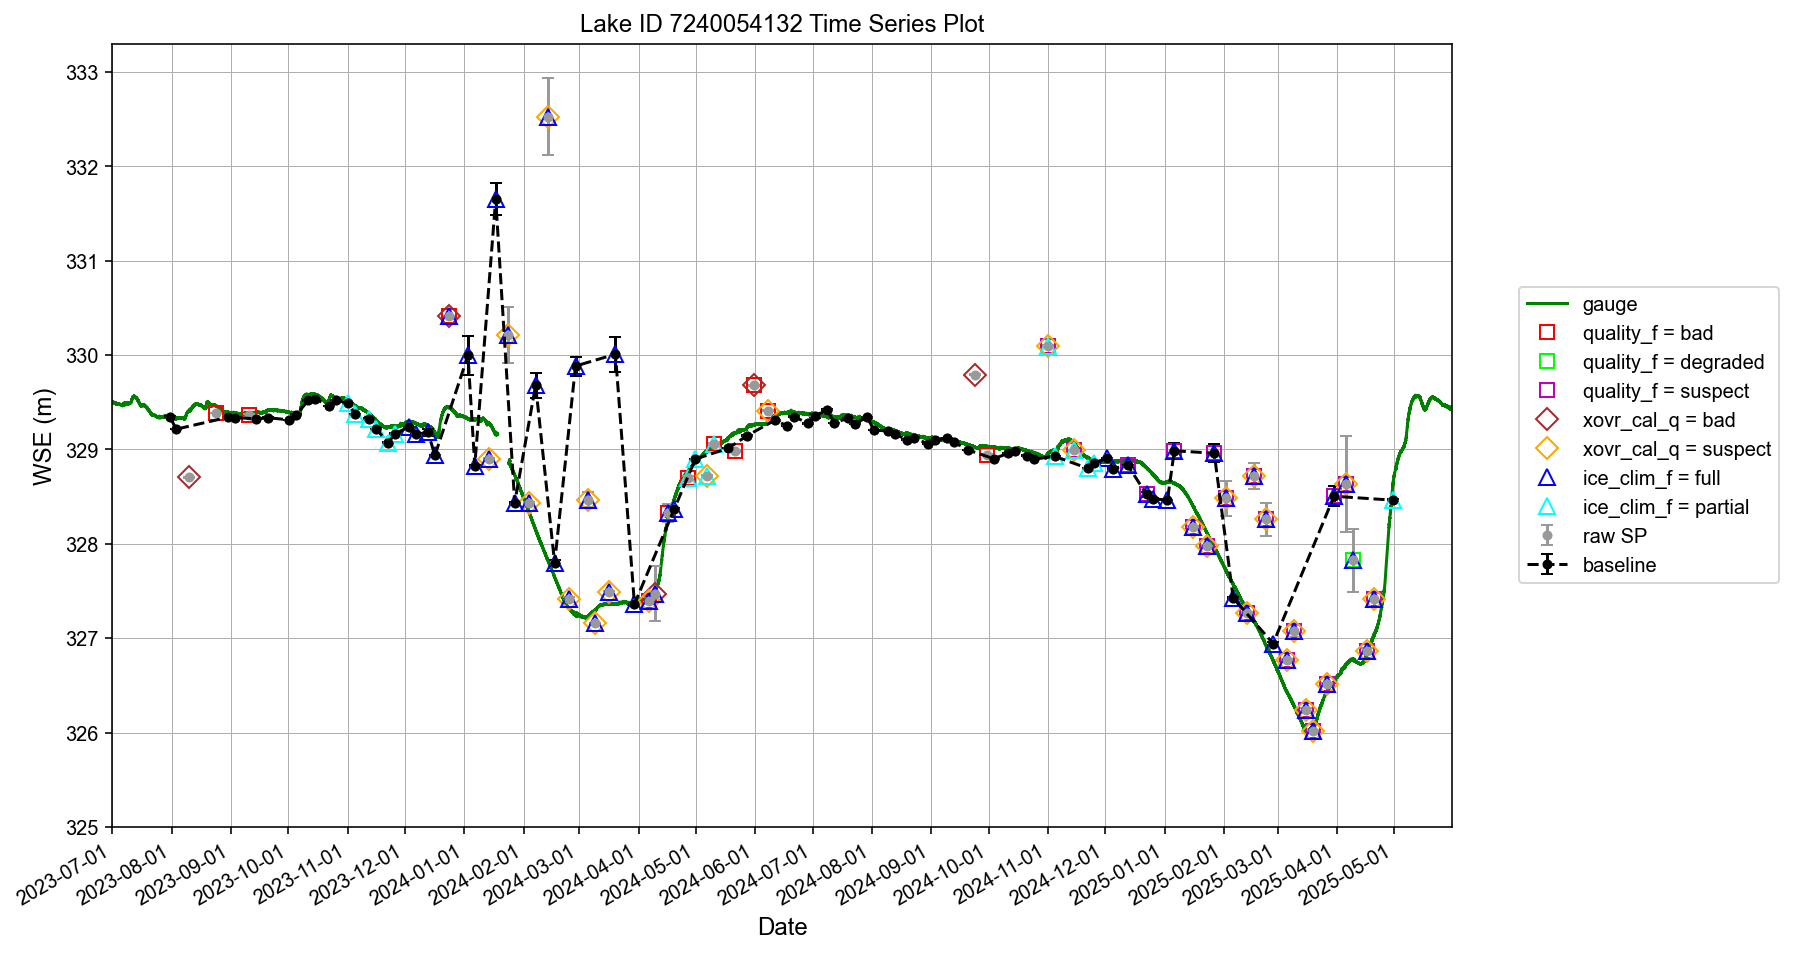 Lake ID 7240054132 Time Series Plot
333
332
331
330
329
328
327
326
325
WSE (m)
2023-07-01
2023-08-01
2023-09-01
2023-10-01
2023-11-01
2023-12-01
2024-01-01
2024-02-01
2024-03-01
2024-04-01
2024-05-01
2024-06-01
2024-07-01
2024-08-01
2024-09-01
2024-10-01
2024-11-01
2024-12-01
2025-01-01
2025-02-01
2025-03-01
2025-04-01
2025-05-01
Date
gauge
quality_f = bad
quality_f = degraded
quality_f = suspect
xovr_cal_q = bad
xovr_cal_q = suspect
ice_clim_f = full
ice_clim_f = partial
raw SP
baseline